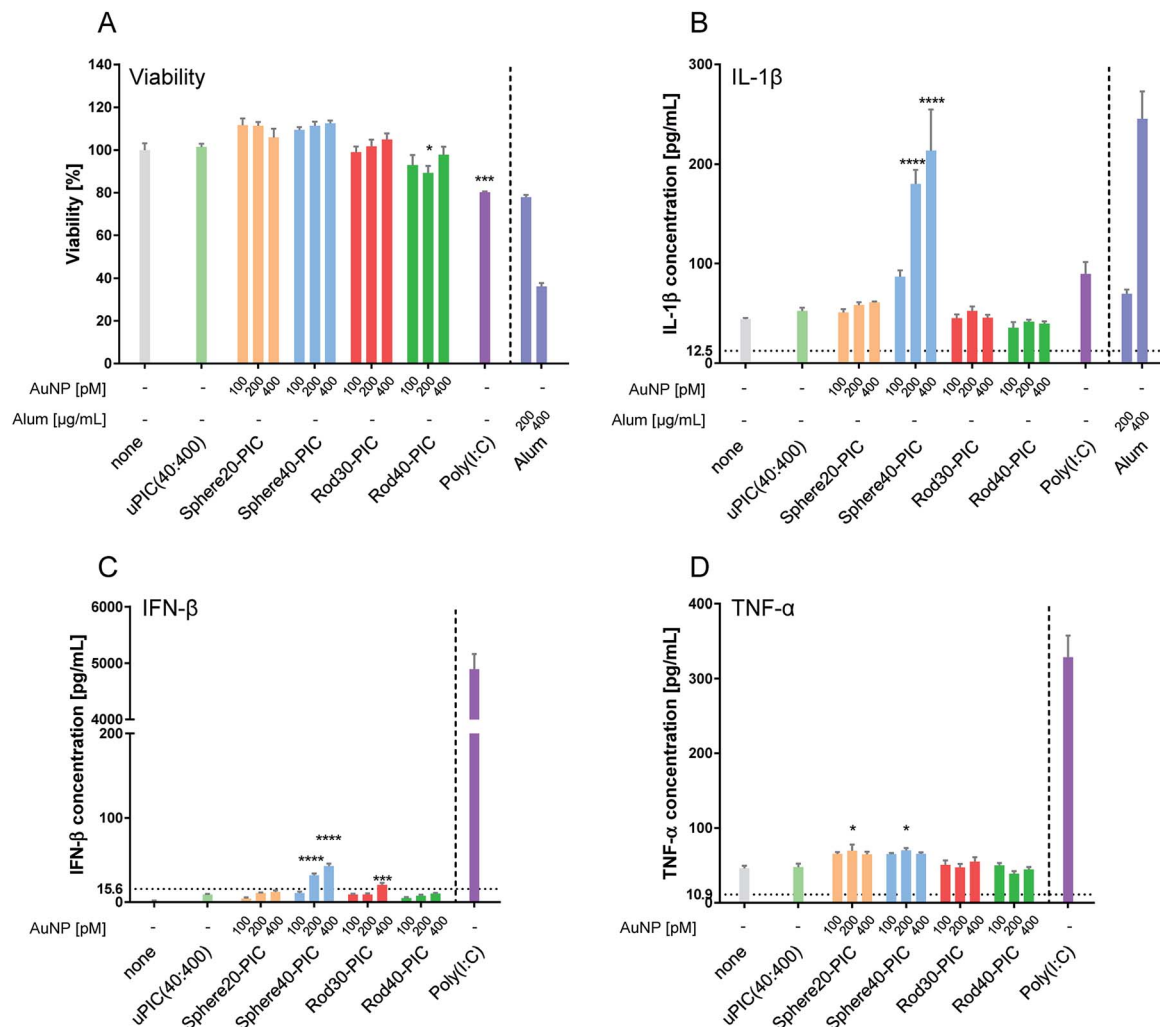 A
Viability
Viability [%]
140
120
100
80
60
40
20
0
*
***
AuNP [pM]
- - 100 200 400 100 200 400 100 200 400 100 200 400 - -
Alum [µg/mL]
- - - - - - - 200 400
none
uPIC(40:400)
Sphere20-PIC
Sphere40-PIC
Rod30-PIC
Rod40-PIC
Poly(I:C)
Alum
B
IL-1β
IL-1β concentration [pg/mL]
300
200
100
12.5
0
****
****
AuNP [pM]
- - 100 200 400 100 200 400 100 200 400 100 200 400 - -
Alum [µg/mL]
- - - - - - - 200 400
none
uPIC(40:400)
Sphere20-PIC
Sphere40-PIC
Rod30-PIC
Rod40-PIC
Poly(I:C)
Alum
C
IFN-β
IFN-β concentration [pg/mL]
6000
5000
4000
200
100
15.6
0
****
****
***
AuNP [pM]
- - 100 200 400 100 200 400 100 200 400 100 200 400 -
none
uPIC(40:400)
Sphere20-PIC
Sphere40-PIC
Rod30-PIC
Rod40-PIC
Poly(I:C)
D
TNF-α
TNF-α concentration [pg/mL]
400
300
200
100
10.9
0
*
*
AuNP [pM]
- - 100 200 400 100 200 400 100 200 400 100 200 400 -
none
uPIC(40:400)
Sphere20-PIC
Sphere40-PIC
Rod30-PIC
Rod40-PIC
Poly(I:C)